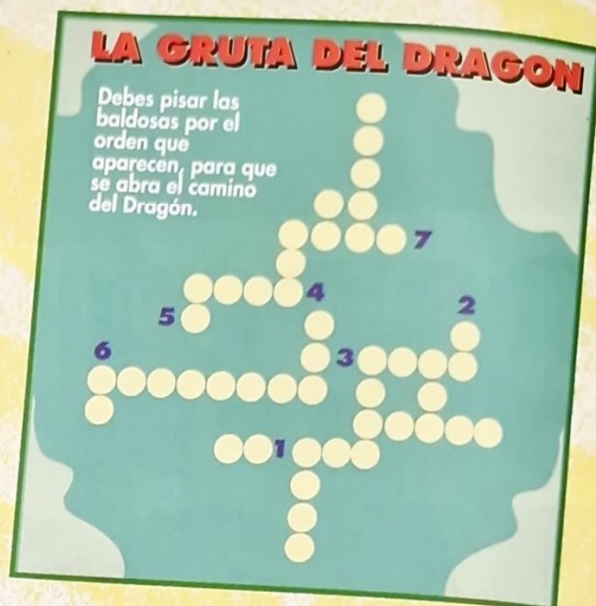 LA GRUTA DEL DRAGON
Debes pisar las
baldosas por el
orden que
aparecen, para que
se abra el camino
del Dragón.
7
4
2
5
6
3
1